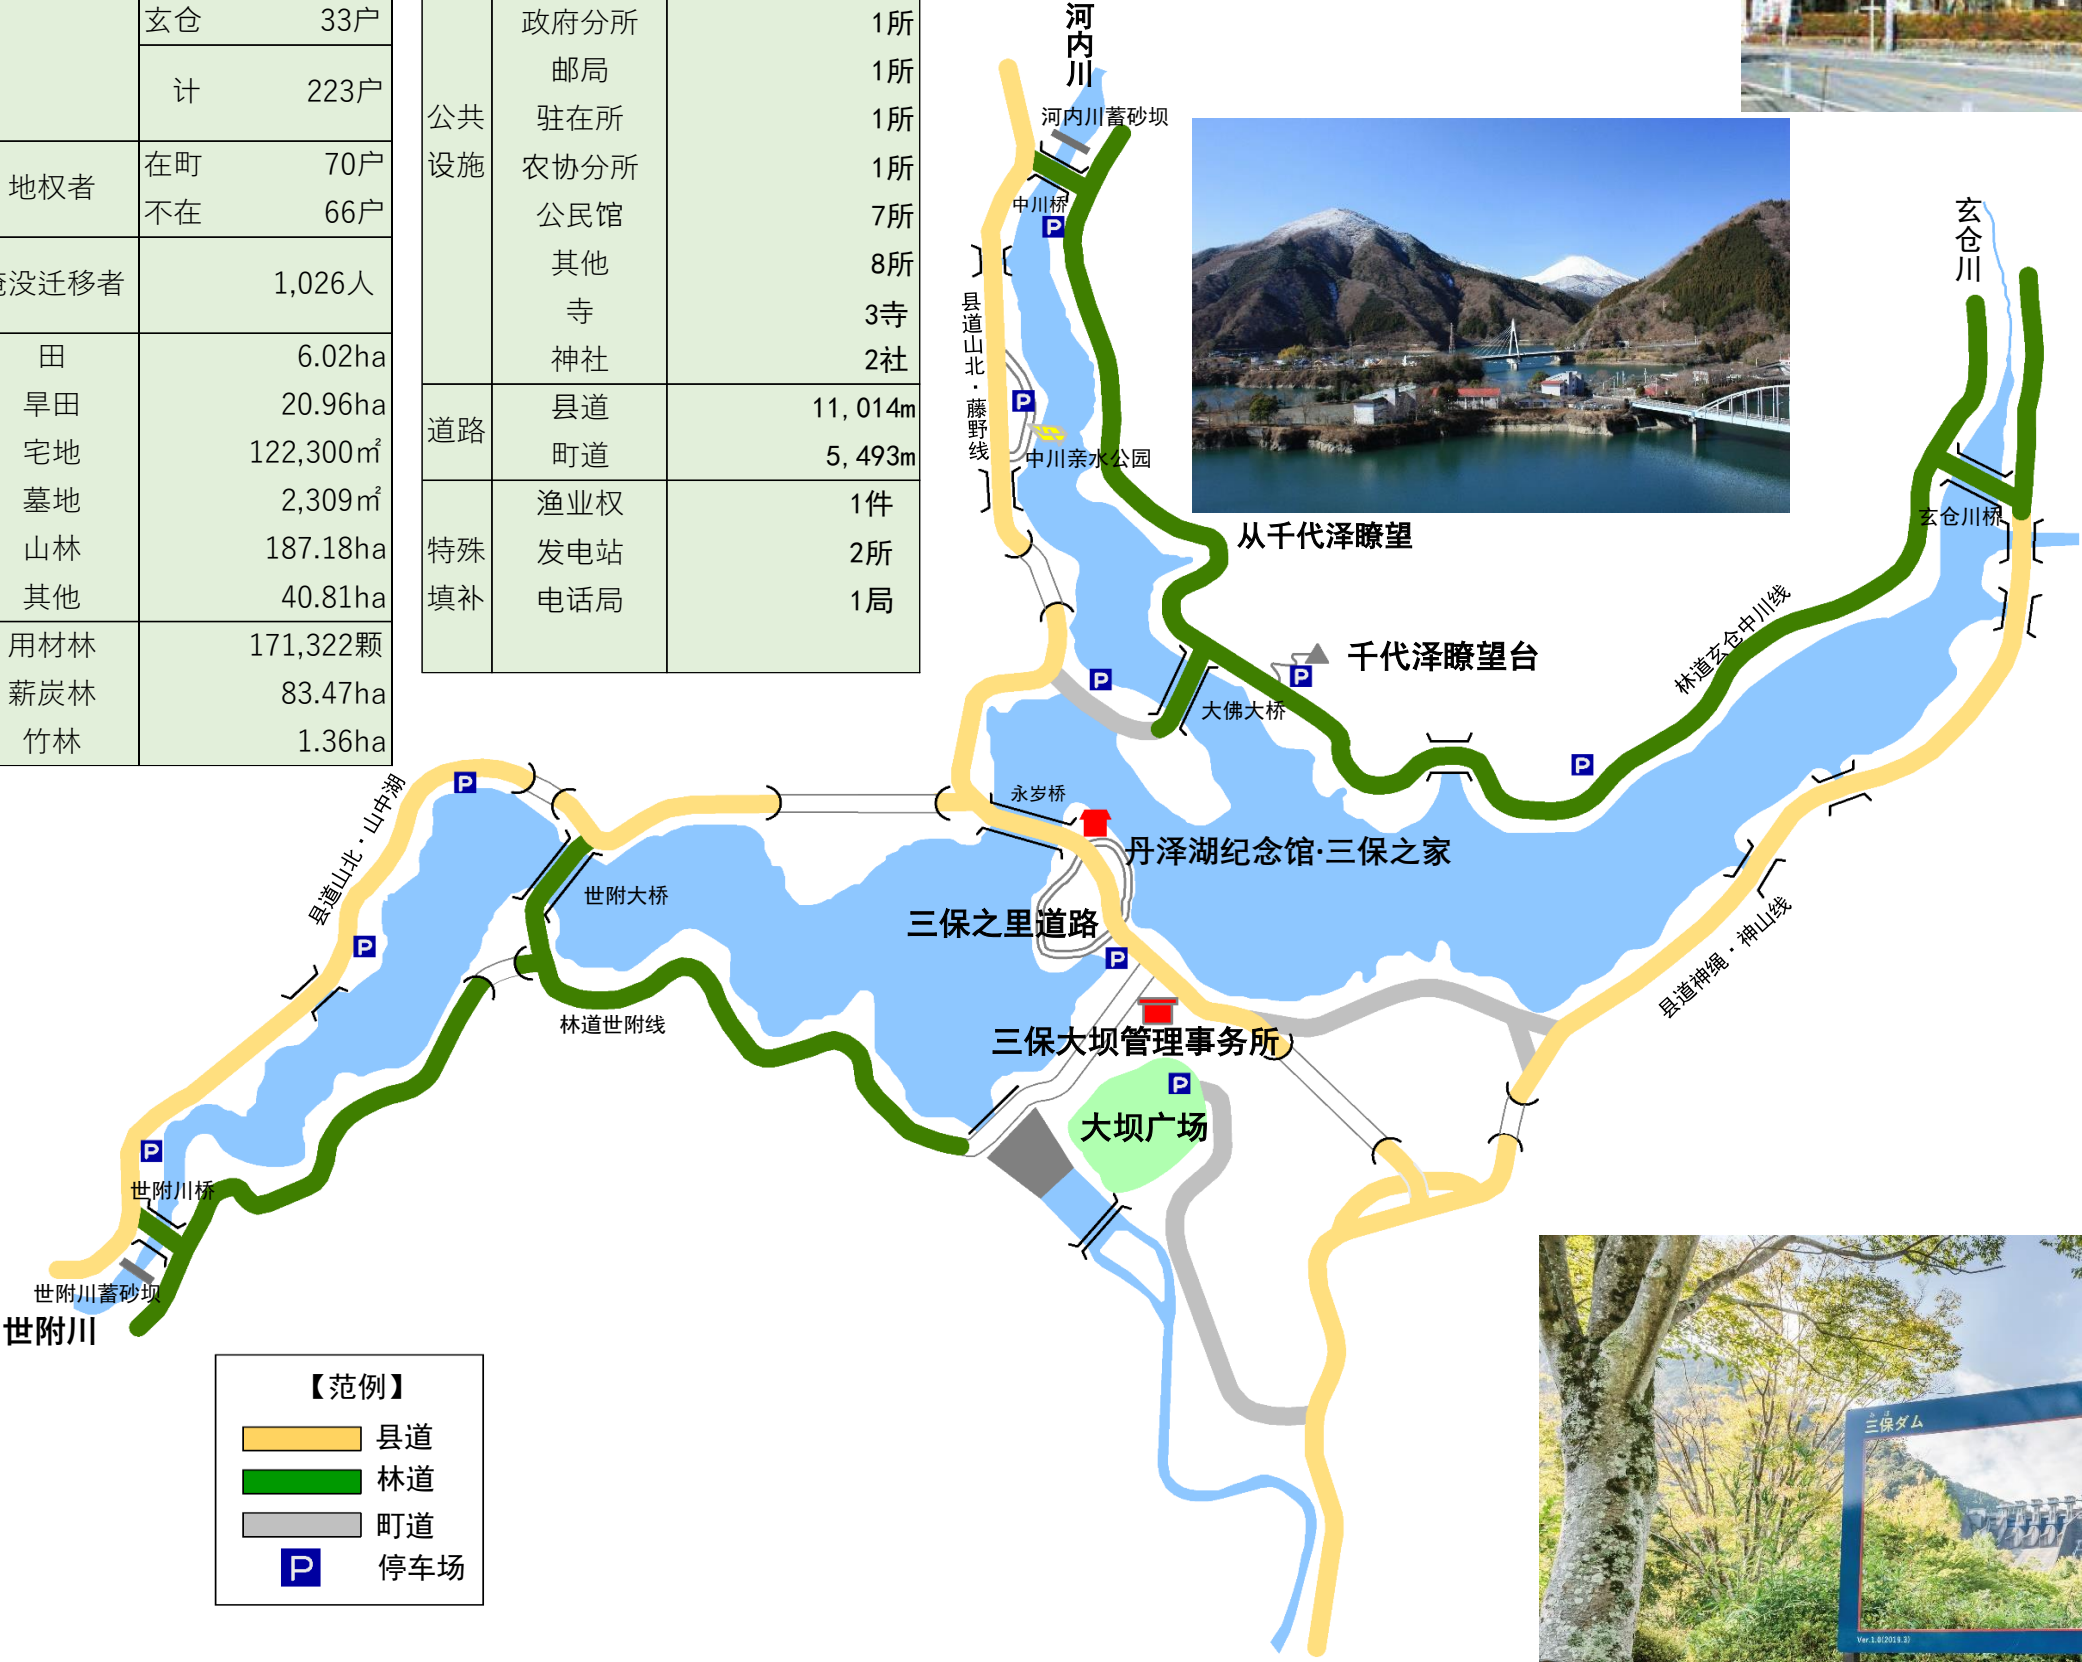 玄仓 33户
计 223户
地权者
在町 70户
不在 66户
没迁移者 1,026人
田 6.02ha
旱田 20.96ha
宅地 122,300㎡
墓地 2,309㎡
山林 187.18ha
其他 40.81ha
用材林 171,322颗
薪炭林 83.47ha
竹林 1.36ha
公共
设施
政府分所 1所
邮局 1所
驻在所 1所
农协分所 1所
公民馆 7所
其他 8所
寺 3寺
神社 2社
道路
县道 11,014m
町道 5,493m
特殊
填补
渔业权 1件
发电站 2所
电话局 1局
河内川
河内川蓄砂坝
中川桥
P
县道山北・藤野线
P
中川亲水公园
从千代泽瞭望
玄仓川
玄仓川桥
林道玄仓中川线
千代泽瞭望台
P
P
大佛大桥
P
P
县道山北・山中湖
永岁桥
丹泽湖纪念馆·三保之家
世附大桥
三保之里道路
P
P
县道神绳・神山线
林道世附线
三保大坝管理事务所
P
大坝广场
P
世附川桥
世附川蓄砂坝
世附川
【范例】
县道
林道
町道
P 停车场
みほ
三保ダム
Ver.1.0(2019.3)